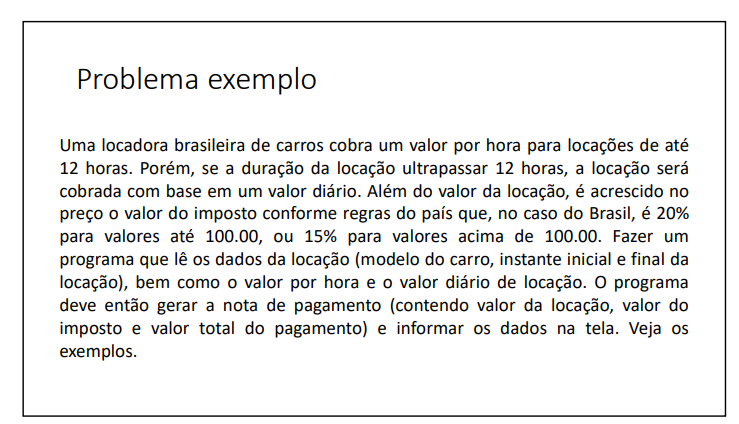 Problema exemplo
Uma locadora brasileira de carros cobra um valor por hora para locações de até
12 horas. Porém, se a duração da locação ultrapassar 12 horas, a locação será
cobrada com base em um valor diário. Além do valor da locação, é acrescido no
preço o valor do imposto conforme regras do país que, no caso do Brasil, é 20%
para valores até 100.00, ou 15% para valores acima de 100.00. Fazer um
programa que lê os dados da locação (modelo do carro, instante inicial e final da
locação), bem como o valor por hora e o valor diário de locação. O programa
deve então gerar a nota de pagamento (contendo valor da locação, valor do
imposto e valor total do pagamento) e informar os dados na tela. Veja os
exemplos.